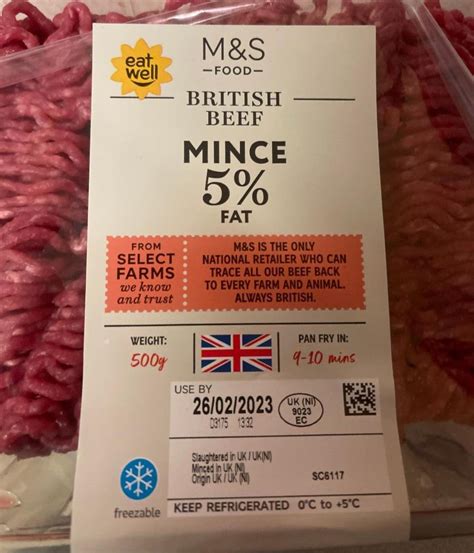 eat
well
M&S
FOOD
BRITISH
BEEF
MINCE
5%
FAT
FROM
SELECT
FARMS
we know
and trust
M&S IS THE ONLY
NATIONAL RETAILER WHO CAN
TRACE ALL OUR BEEF BACK
TO EVERY FARM AND ANIMAL.
ALWAYS BRITISH.
WEIGHT:
500g
PAN FRY IN:
9-10 mins
USE BY
26/02/2023
D3175 13:32
UK (NI)
9023
EC
Slaughtered in UK / UK(NI)
Minced in UK (NI)
Origin UK / UK (NI)
SC6117
freezable
KEEP REFRIGERATED 0°C to +5°C